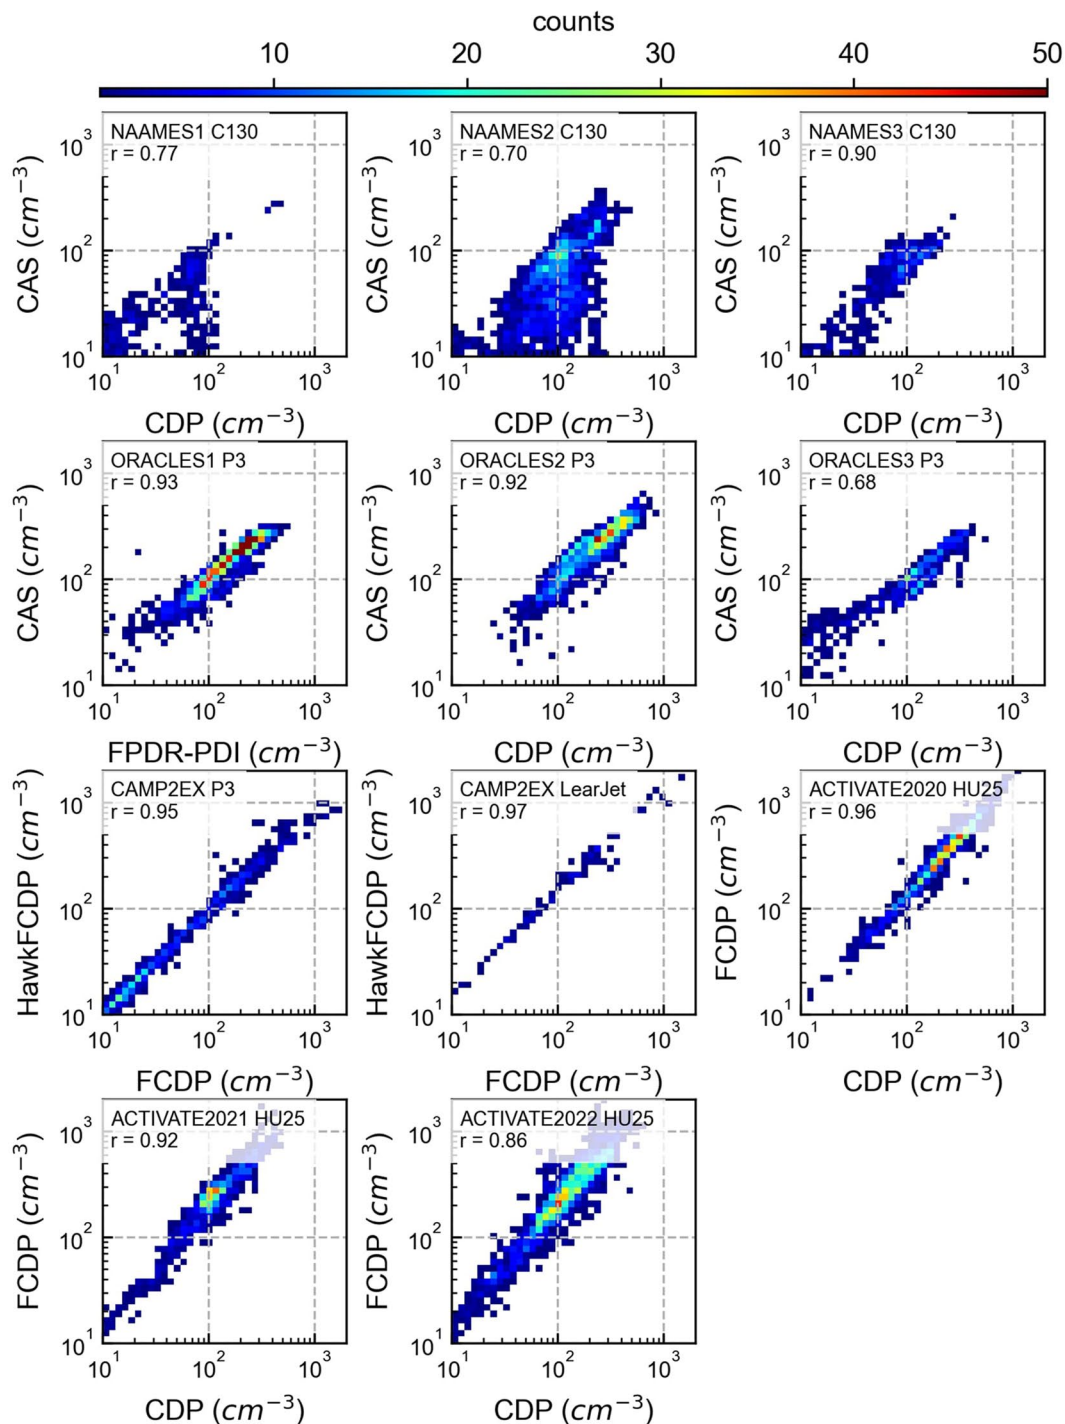 counts
10 20 30 40 50
NAAMES1 C130
r = 0.77
CAS (cm⁻³)
10³
10²
10¹
10¹ 10² 10³
CDP (cm⁻³)
NAAMES2 C130
r = 0.70
CAS (cm⁻³)
10³
10²
10¹
10¹ 10² 10³
CDP (cm⁻³)
NAAMES3 C130
r = 0.90
CAS (cm⁻³)
10³
10²
10¹
10¹ 10² 10³
CDP (cm⁻³)
ORACLES1 P3
r = 0.93
CAS (cm⁻³)
10³
10²
10¹
10¹ 10² 10³
FPDR-PDI (cm⁻³)
ORACLES2 P3
r = 0.92
CAS (cm⁻³)
10³
10²
10¹
10¹ 10² 10³
CDP (cm⁻³)
ORACLES3 P3
r = 0.68
CAS (cm⁻³)
10³
10²
10¹
10¹ 10² 10³
CDP (cm⁻³)
CAMP2EX P3
r = 0.95
HawkFCDP (cm⁻³)
10³
10²
10¹
10¹ 10² 10³
FCDP (cm⁻³)
CAMP2EX LearJet
r = 0.97
HawkFCDP (cm⁻³)
10³
10²
10¹
10¹ 10² 10³
FCDP (cm⁻³)
ACTIVATE2020 HU25
r = 0.96
FCDP (cm⁻³)
10³
10²
10¹
10¹ 10² 10³
CDP (cm⁻³)
ACTIVATE2021 HU25
r = 0.92
FCDP (cm⁻³)
10³
10²
10¹
10¹ 10² 10³
CDP (cm⁻³)
ACTIVATE2022 HU25
r = 0.86
FCDP (cm⁻³)
10³
10²
10¹
10¹ 10² 10³
CDP (cm⁻³)